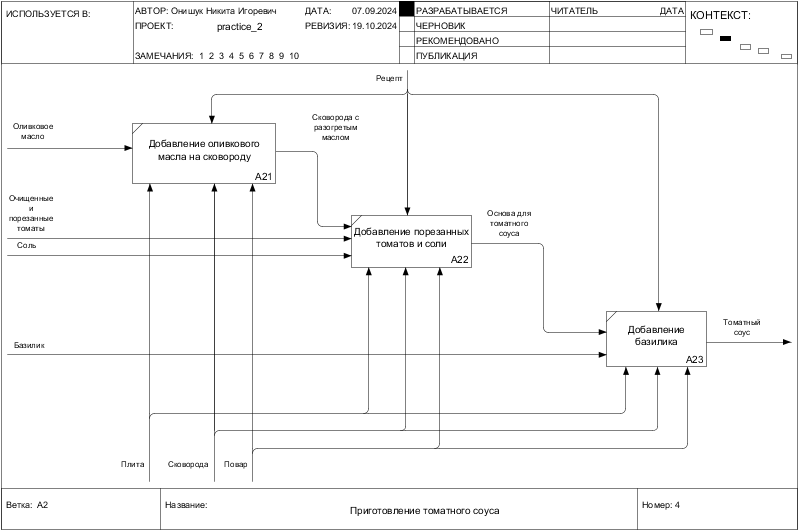 ИСПОЛЬЗУЕТСЯ В:
АВТОР: Онишук Никита Игоревич
ДАТА: 07.09.2024
ПРОЕКТ: practice_2
РЕВИЗИЯ: 19.10.2024
ЗАМЕЧАНИЯ: 1 2 3 4 5 6 7 8 9 10
РАЗРАБАТЫВАЕТСЯ
ЧЕРНОВИК
РЕКОМЕНДОВАНО
ПУБЛИКАЦИЯ
ЧИТАТЕЛЬ
ДАТА
КОНТЕКСТ:
Рецепт
Оливковое
масло
Добавление оливкового
масла на сковороду
A21
Сковорода с
разогретым
маслом
Очищенные
и
порезанные
томаты
Соль
Добавление порезанных
томатов и соли
A22
Основа для
томатного
соуса
Базилик
Добавление
базилика
A23
Томатный
соус
Плита
Сковорода
Повар
Ветка: A2
Название:
Приготовление томатного соуса
Номер: 4